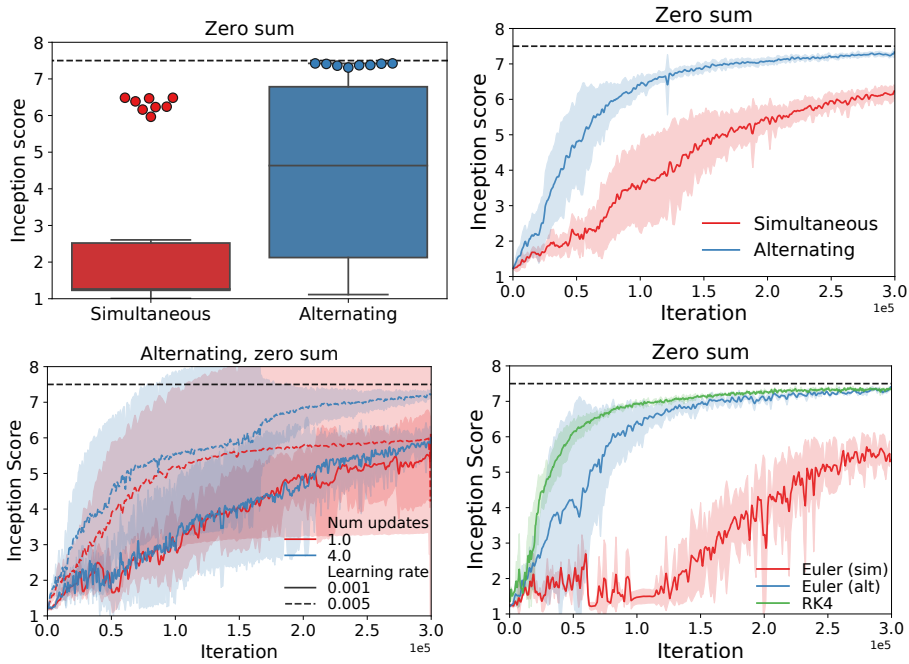 Zero sum
Inception score
8
7
6
5
4
3
2
1
Simultaneous
Alternating
Zero sum
Inception score
8
7
6
5
4
3
2
1
Simultaneous
Alternating
0.0
0.5
1.0
1.5
2.0
2.5
3.0
Iteration
1e5
Alternating, zero sum
Inception Score
8
7
6
5
4
3
2
1
Num updates
1.0
4.0
Learning rate
0.001
0.005
0.0
0.5
1.0
1.5
2.0
2.5
3.0
Iteration
1e5
Zero sum
Inception Score
8
7
6
5
4
3
2
1
Euler (sim)
Euler (alt)
RK4
0.0
0.5
1.0
1.5
2.0
2.5
3.0
Iteration
1e5